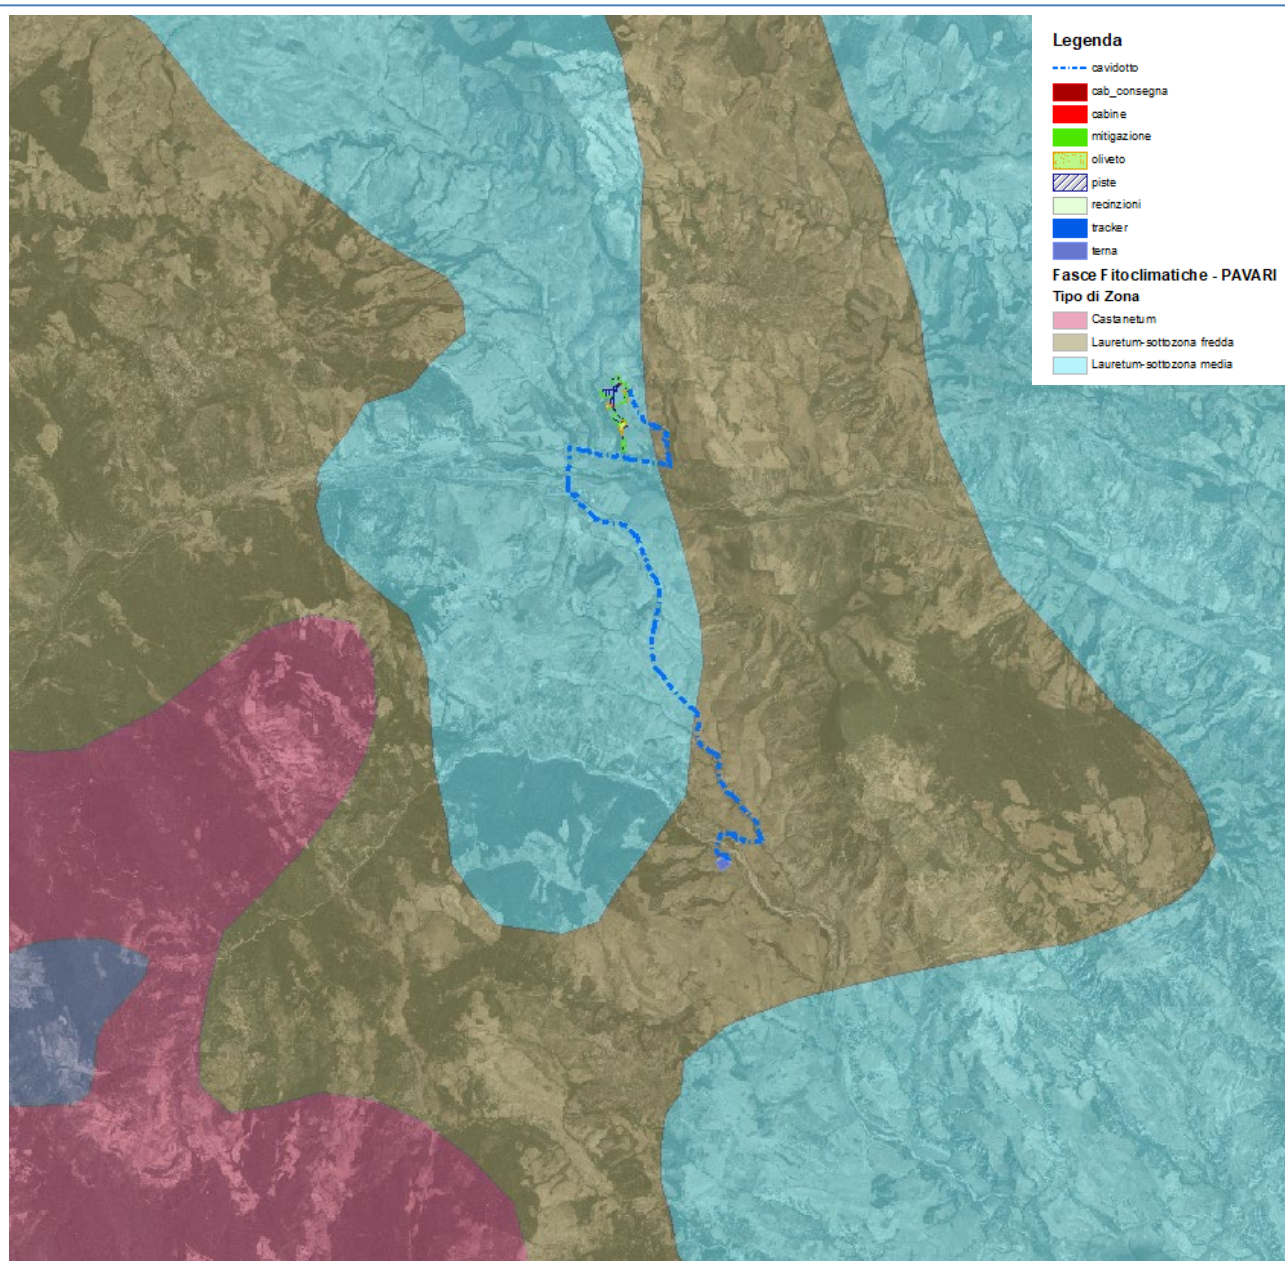 Legenda
cavidotto
cab_consegna
cabine
mitigazione
oliveto
piste
recinzioni
tracker
terna
Fasce Fitoclimatiche - PAVARI
Tipo di Zona
Castanetum
Lauretum-sottozona fredda
Lauretum-sottozona media